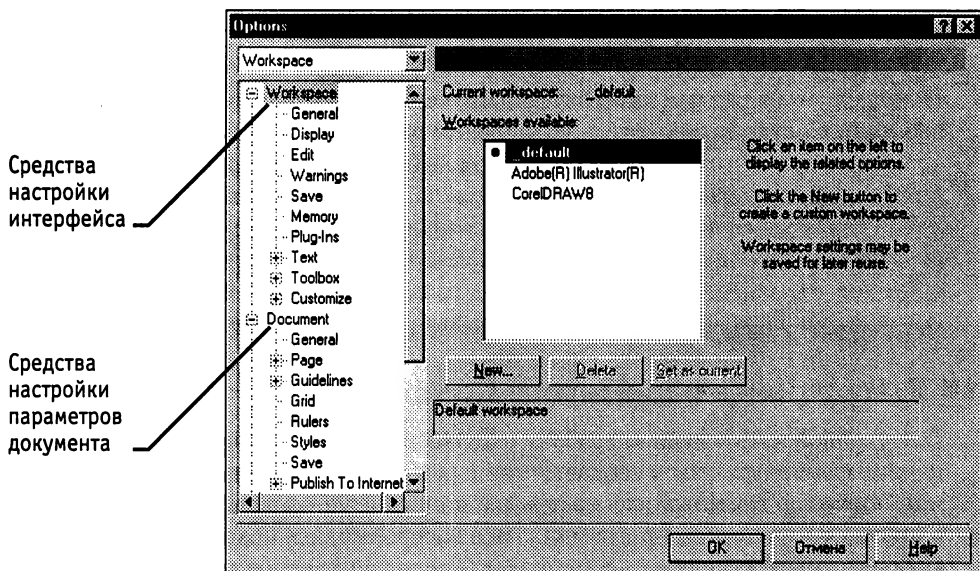 Options
Workspace
Workspace
General
Display
Edit
Warnings
Save
Memory
Plug-Ins
Text
Toolbox
Customize
Document
General
Page
Guidelines
Grid
Rulers
Styles
Save
Publish To Internet
Current workspace: _default
Workspaces available:
_default
Adobe(R) Illustrator(R)
CorelDRAW8
Click an item on the left to
display the related options.
Click the New button to
create a custom workspace.
Workspace settings may be
saved for later reuse.
New...
Delete
Set as current
Default workspace
OK
Отмена
Help
Средства
настройки
интерфейса
Средства
настройки
параметров
документа